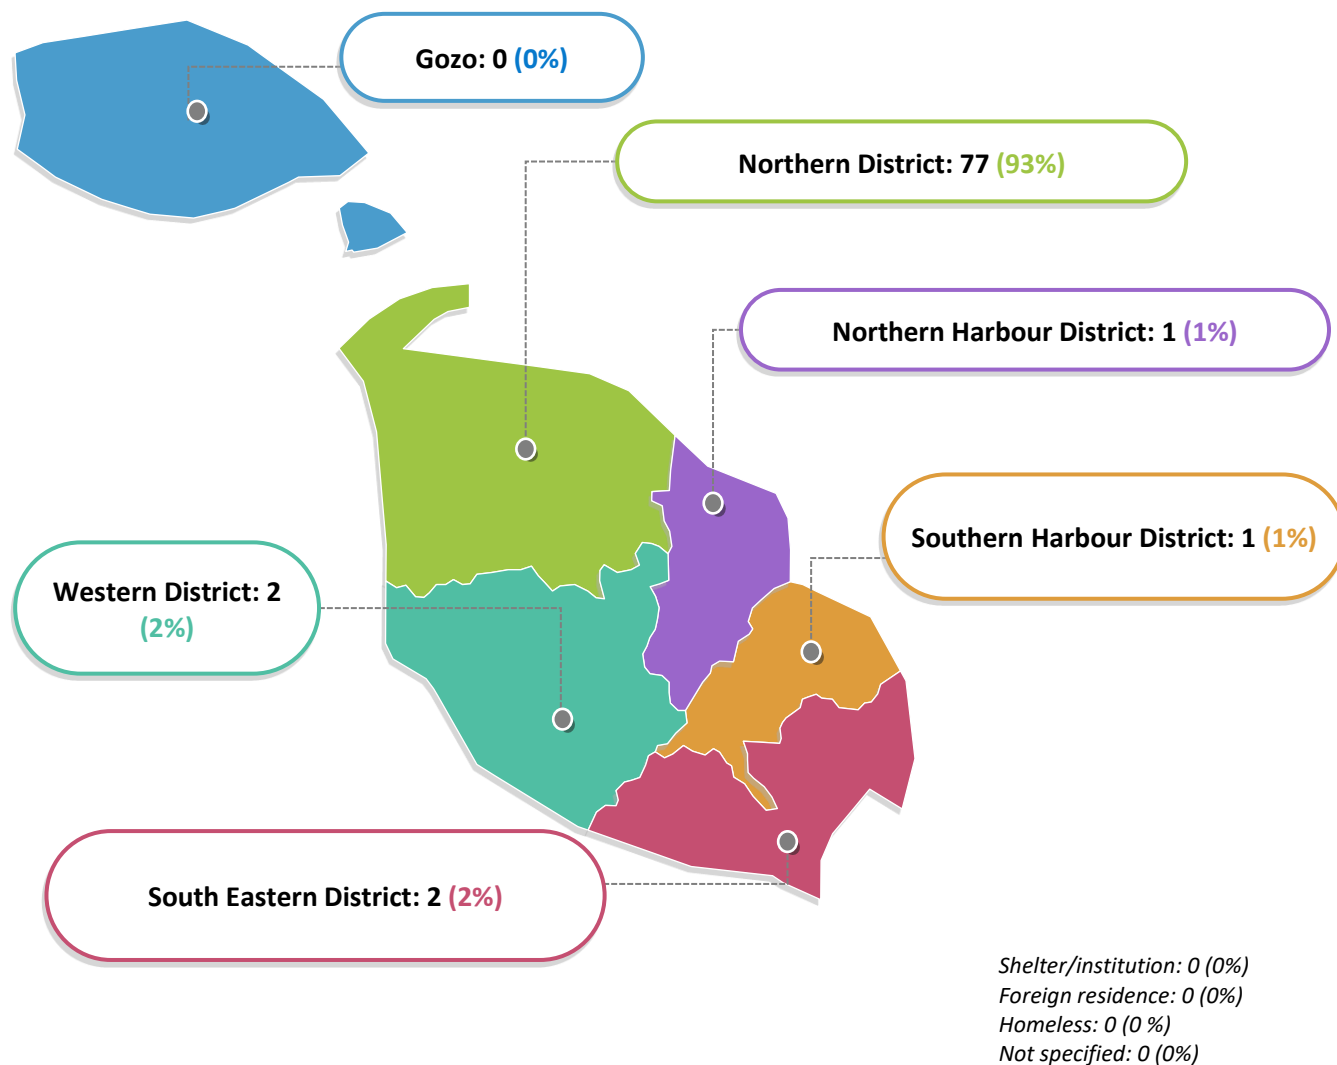 Gozo: 0 (0%)
Northern District: 77 (93%)
Northern Harbour District: 1 (1%)
Southern Harbour District: 1 (1%)
Western District: 2
(2%)
South Eastern District: 2 (2%)
Shelter/institution: 0 (0%)
Foreign residence: 0 (0%)
Homeless: 0 (0 %)
Not specified: 0 (0%)